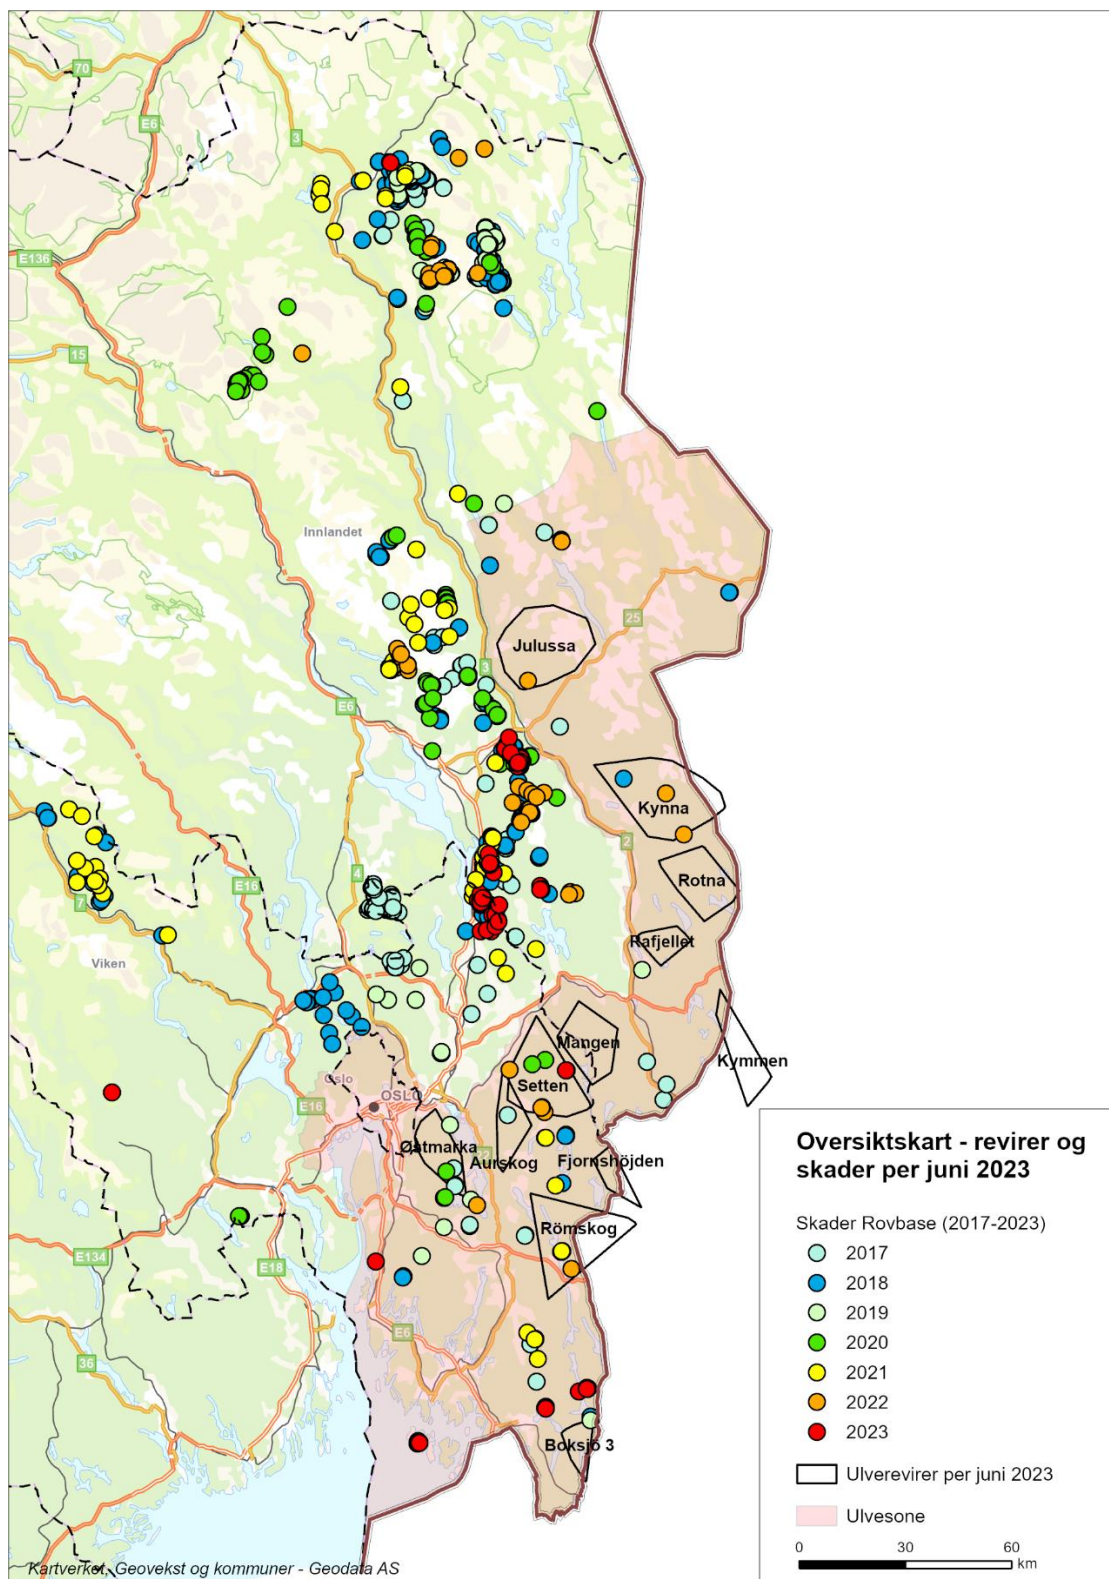 70
E6
3
E136
15
Innlandet
25
Julussa
3
E6
Kynna
2
4
Rotna
E16
7
Rafjellet
Viken
Mangen
Kymmen
Setten
Oslo
OSLO
E16
Østmarka
22
Aurskog
Fjornshöjden
Römskog
E134
E18
E6
36
Boksjö 3
Oversiktskart - revirer og
skader per juni 2023
Skader Rovbase (2017-2023)
2017
2018
2019
2020
2021
2022
2023
Ulverevirer per juni 2023
Ulvesone
0 30 60
km
Kartverket, Geovekst og kommuner - Geodata AS